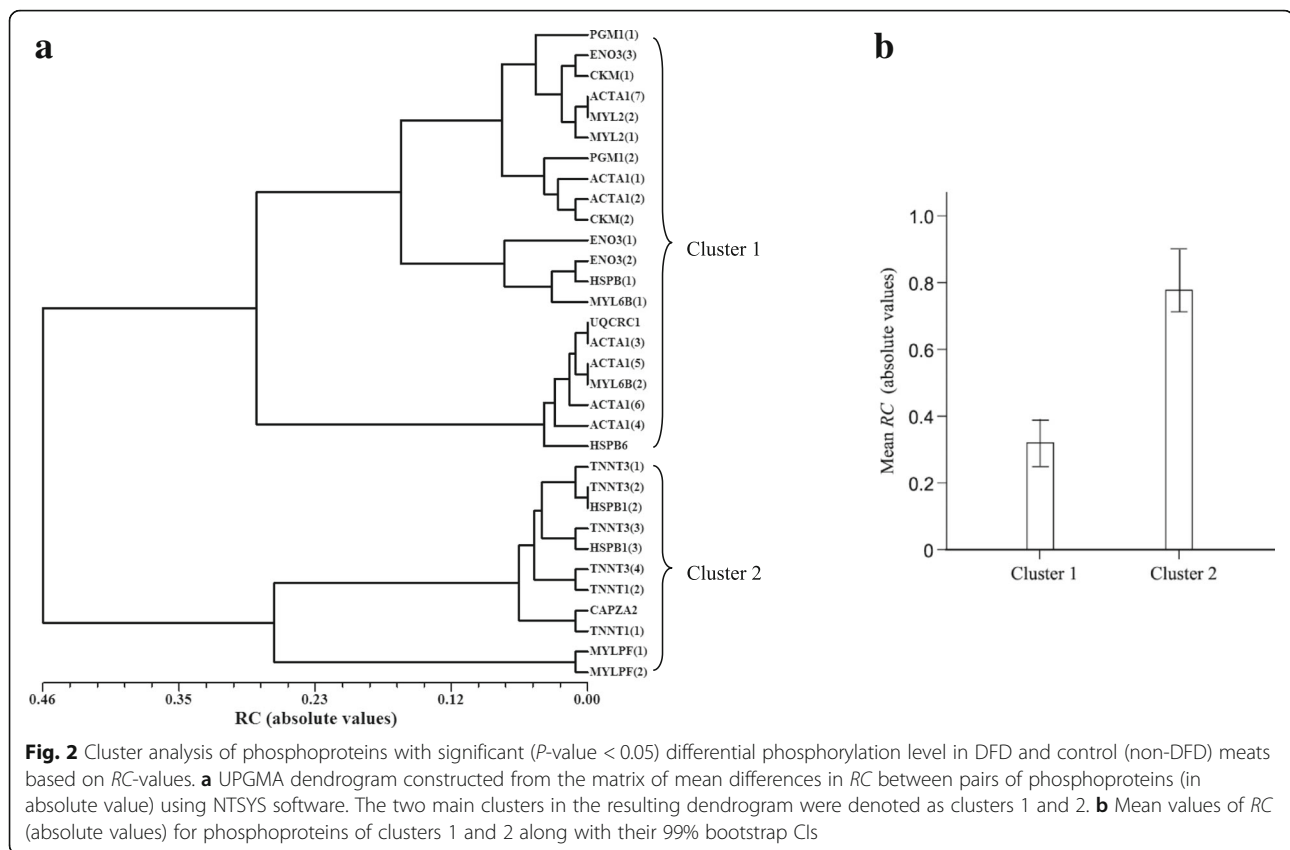 a
PGM1(1)
ENO3(3)
CKM(1)
ACTA1(7)
MYL2(2)
MYL2(1)
PGM1(2)
ACTA1(1)
ACTA1(2)
CKM(2)
ENO3(1)
ENO3(2)
HSPB(1)
MYL6B(1)
UQCRC1
ACTA1(3)
ACTA1(5)
MYL6B(2)
ACTA1(6)
ACTA1(4)
HSPB6
TNNT3(1)
TNNT3(2)
HSPB1(2)
TNNT3(3)
HSPB1(3)
TNNT3(4)
TNNT1(2)
CAPZA2
TNNT1(1)
MYLPF(1)
MYLPF(2)
Cluster 1
Cluster 2
0.46 0.35 0.23 0.12 0.00
RC (absolute values)
b
Mean RC (absolute values)
1.0
0.8
0.6
0.4
0.2
0
Cluster 1 Cluster 2
Fig. 2 Cluster analysis of phosphoproteins with significant (P-value < 0.05) differential phosphorylation level in DFD and control (non-DFD) meats
based on RC-values. a UPGMA dendrogram constructed from the matrix of mean differences in RC between pairs of phosphoproteins (in
absolute value) using NTSYS software. The two main clusters in the resulting dendrogram were denoted as clusters 1 and 2. b Mean values of RC
(absolute values) for phosphoproteins of clusters 1 and 2 along with their 99% bootstrap CIs